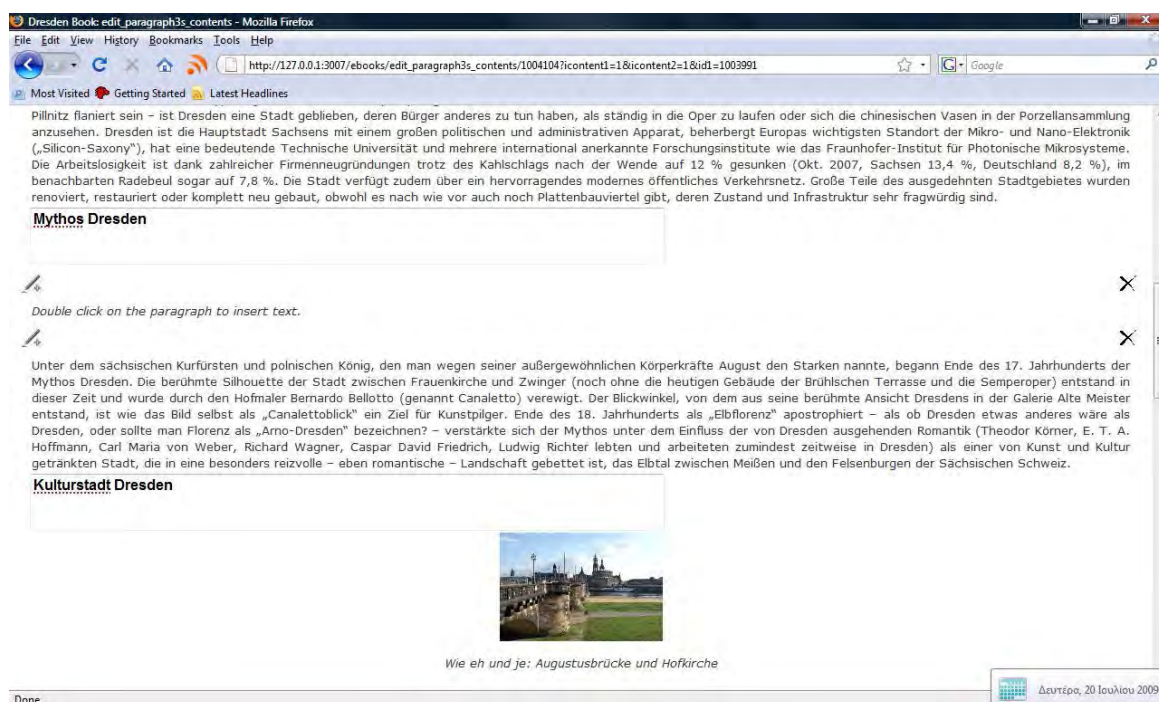 Dresden Book: edit_paragraph3s_contents - Mozilla Firefox
File Edit View History Bookmarks Tools Help
http://127.0.0.1:3007/ebooks/edit_paragraph3s_contents/1004104?icontent1=1&icontent2=1&id1=1003991
Google
Most Visited Getting Started Latest Headlines
Pillnitz flaniert sein – ist Dresden eine Stadt geblieben, deren Bürger anderes zu tun haben, als ständig in die Oper zu laufen oder sich die chinesischen Vasen in der Porzellansammlung
anzusehen. Dresden ist die Hauptstadt Sachsens mit einem großen politischen und administrativen Apparat, beherbergt Europas wichtigsten Standort der Mikro- und Nano-Elektronik
(„Silicon-Saxony"), hat eine bedeutende Technische Universität und mehrere international anerkannte Forschungsinstitute wie das Fraunhofer-Institut für Photonische Mikrosysteme.
Die Arbeitslosigkeit ist dank zahlreicher Firmenneugründungen trotz des Kahlschlags nach der Wende auf 12 % gesunken (Okt. 2007, Sachsen 13,4 %, Deutschland 8,2 %), im
benachbarten Radebeul sogar auf 7,8 %. Die Stadt verfügt zudem über ein hervorragendes modernes öffentliches Verkehrsnetz. Große Teile des ausgedehnten Stadtgebietes wurden
renoviert, restauriert oder komplett neu gebaut, obwohl es nach wie vor auch noch Plattenbauviertel gibt, deren Zustand und Infrastruktur sehr fragwürdig sind.
Mythos Dresden
Double click on the paragraph to insert text.
Unter dem sächsischen Kurfürsten und polnischen König, den man wegen seiner außergewöhnlichen Körperkräfte August den Starken nannte, begann Ende des 17. Jahrhunderts der
Mythos Dresden. Die berühmte Silhouette der Stadt zwischen Frauenkirche und Zwinger (noch ohne die heutigen Gebäude der Brühlschen Terrasse und die Semperoper) entstand in
dieser Zeit und wurde durch den Hofmaler Bernardo Bellotto (genannt Canaletto) verewigt. Der Blickwinkel, von dem aus seine berühmte Ansicht Dresdens in der Galerie Alte Meister
entstand, ist wie das Bild selbst als „Canalettoblick" ein Ziel für Kunstpilger. Ende des 18. Jahrhunderts als „Elbflorenz" apostrophiert – als ob Dresden etwas anderes wäre als
Dresden, oder sollte man Florenz als „Arno-Dresden" bezeichnen? – verstärkte sich der Mythos unter dem Einfluss der von Dresden ausgehenden Romantik (Theodor Körner, E. T. A.
Hoffmann, Carl Maria von Weber, Richard Wagner, Caspar David Friedrich, Ludwig Richter lebten und arbeiteten zumindest zeitweise in Dresden) als einer von Kunst und Kultur
getränkten Stadt, die in eine besonders reizvolle – eben romantische – Landschaft gebettet ist, das Elbtal zwischen Meißen und den Felsenburgen der Sächsischen Schweiz.
Kulturstadt Dresden
Wie eh und je: Augustusbrücke und Hofkirche
Δευτέρα, 20 Ιουλίου 2009
Done